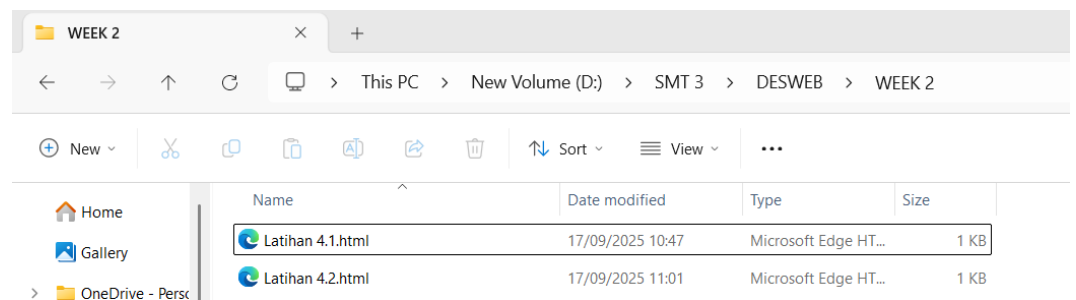 WEEK 2
This PC > New Volume (D:) > SMT 3 > DESWEB > WEEK 2
New Sort View
Name Date modified Type Size
Home
Latihan 4.1.html 17/09/2025 10:47 Microsoft Edge HT... 1 KB
Gallery
Latihan 4.2.html 17/09/2025 11:01 Microsoft Edge HT... 1 KB
OneDrive - Persc